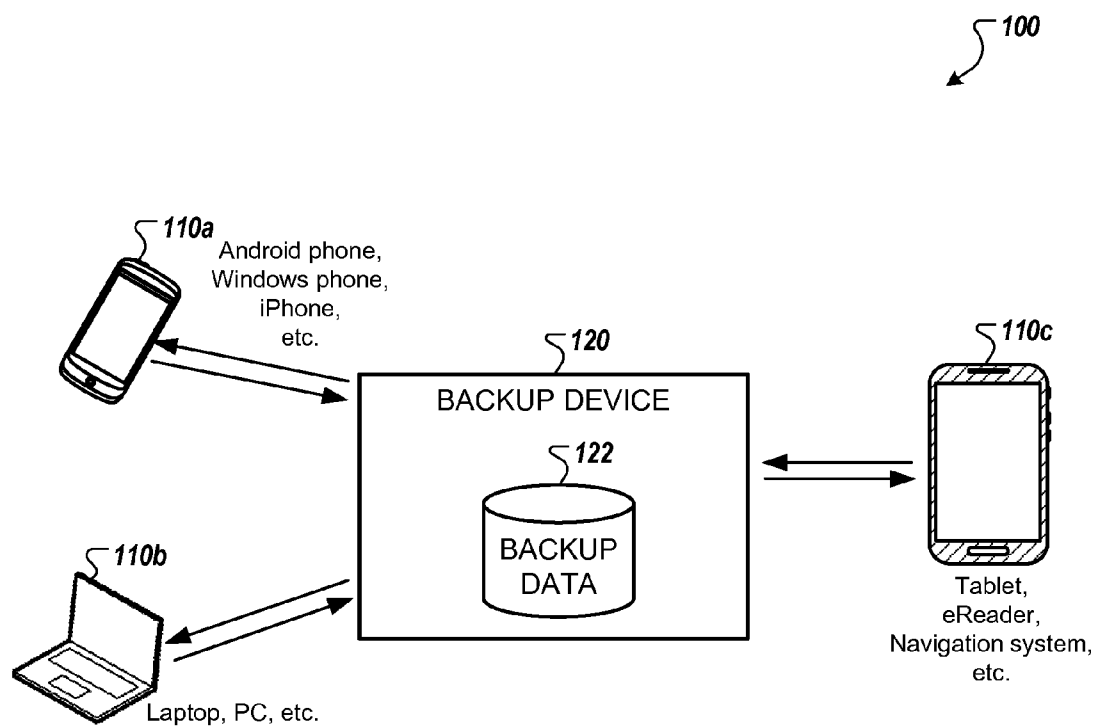 100
110a
Android phone,
Windows phone,
iPhone,
etc.
120
BACKUP DEVICE
122
BACKUP
DATA
110c
Tablet,
eReader,
Navigation system,
etc.
110b
Laptop, PC, etc.